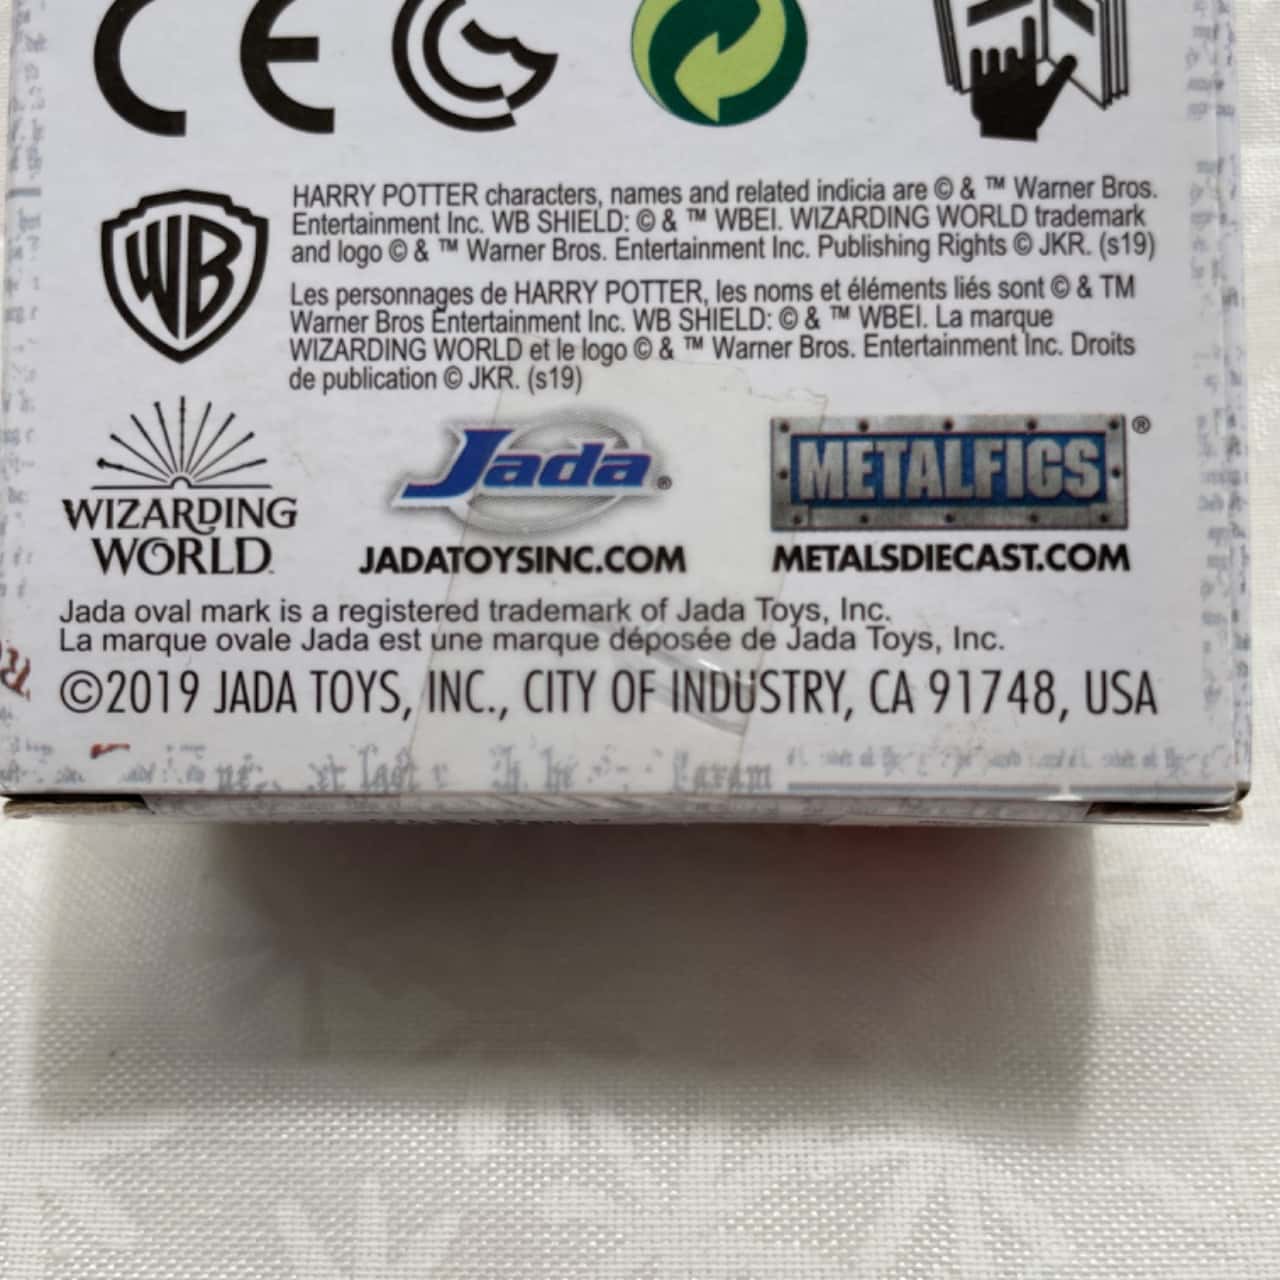 CE
WB
HARRY POTTER characters, names and related indicia are © & ™ Warner Bros.
Entertainment Inc. WB SHIELD: © & ™ WBEI. WIZARDING WORLD trademark
and logo © & ™ Warner Bros. Entertainment Inc. Publishing Rights © JKR. (s19)
Les personnages de HARRY POTTER, les noms et éléments liés sont © & TM
Warner Bros Entertainment Inc. WB SHIELD: © & ™ WBEI. La marque
WIZARDING WORLD et le logo © & ™ Warner Bros. Entertainment Inc. Droits
de publication © JKR. (s19)
WIZARDING
WORLD
Jada®
JADATOYSINC.COM
METALFIGS®
METALSDIECAST.COM
Jada oval mark is a registered trademark of Jada Toys, Inc.
La marque ovale Jada est une marque déposée de Jada Toys, Inc.
©2019 JADA TOYS, INC., CITY OF INDUSTRY, CA 91748, USA